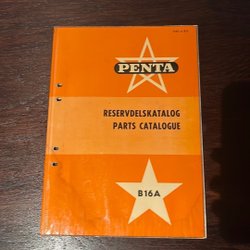 PENTA
RESERVDELSKATALOG
PARTS CATALOGUE
B16A